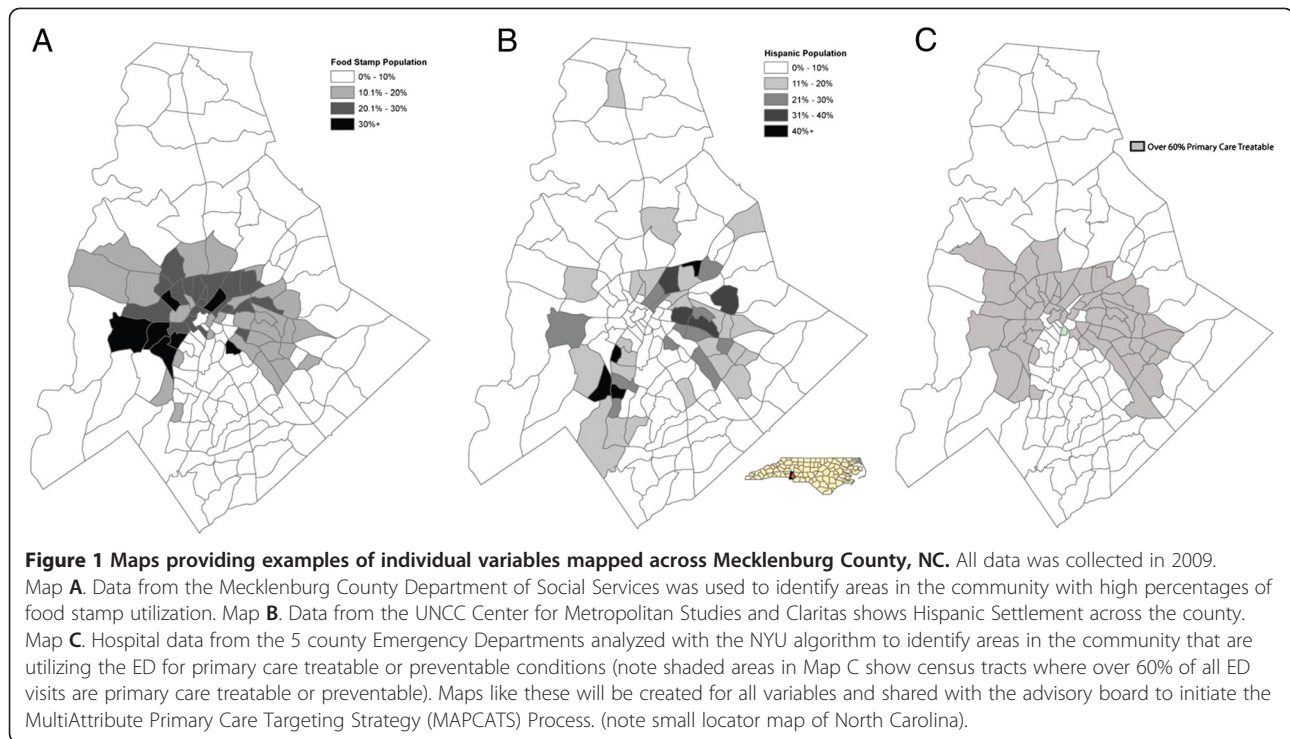 A
Food Stamp Population
0% - 10%
10.1% - 20%
20.1% - 30%
30%+
B
Hispanic Population
0% - 10%
11% - 20%
21% - 30%
31% - 40%
40%+
C
Over 60% Primary Care Treatable
Figure 1 Maps providing examples of individual variables mapped across Mecklenburg County, NC. All data was collected in 2009.
Map A. Data from the Mecklenburg County Department of Social Services was used to identify areas in the community with high percentages of
food stamp utilization. Map B. Data from the UNCC Center for Metropolitan Studies and Claritas shows Hispanic Settlement across the county.
Map C. Hospital data from the 5 county Emergency Departments analyzed with the NYU algorithm to identify areas in the community that are
utilizing the ED for primary care treatable or preventable conditions (note shaded areas in Map C show census tracts where over 60% of all ED
visits are primary care treatable or preventable). Maps like these will be created for all variables and shared with the advisory board to initiate the
MultiAttribute Primary Care Targeting Strategy (MAPCATS) Process. (note small locator map of North Carolina).